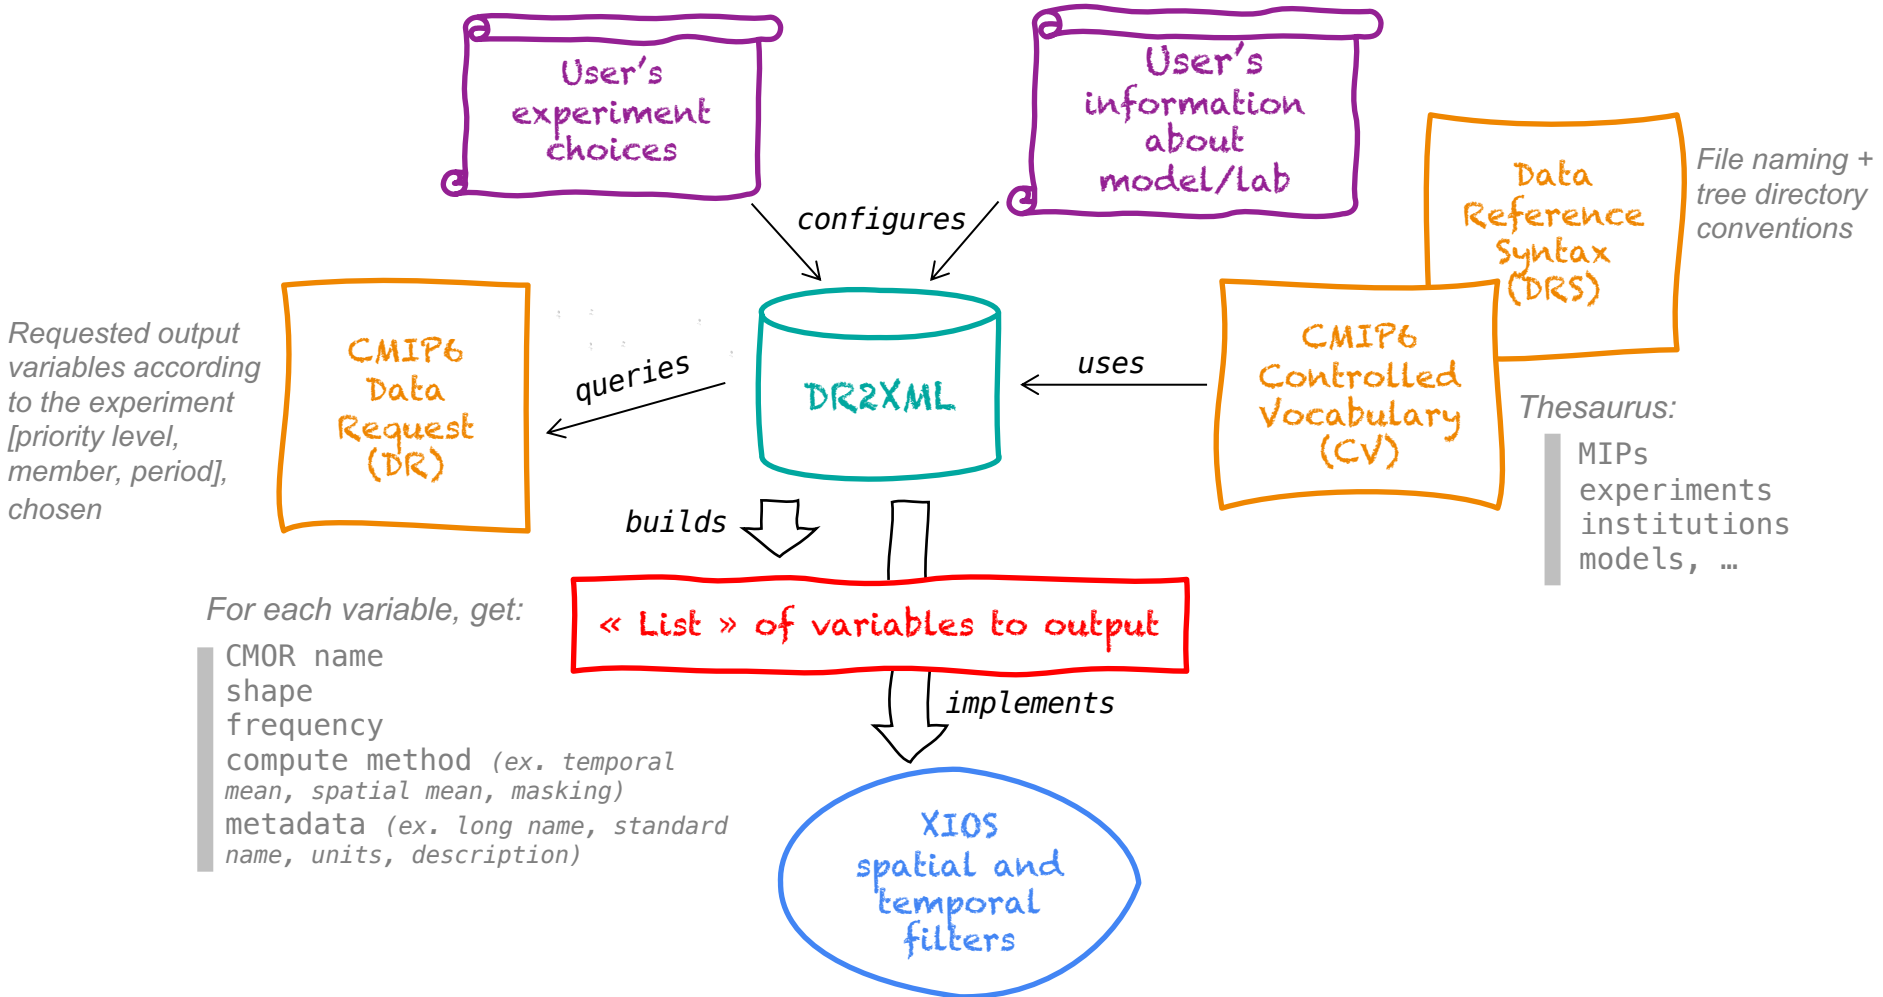 User's
experiment
choices
User's
information
about
model/lab
configures
Data
Reference
Syntax
(DRS)
File naming +
tree directory
conventions
Requested output
variables according
to the experiment
[priority level,
member, period],
chosen
CMIP6
Data
Request
(DR)
queries
DR2XML
uses
CMIP6
Controlled
Vocabulary
(CV)
Thesaurus:
MIPs
experiments
institutions
models, …
builds
« List » of variables to output
For each variable, get:
CMOR name
shape
frequency
compute method (ex. temporal
mean, spatial mean, masking)
metadata (ex. long name, standard
name, units, description)
implements
XIOS
spatial and
temporal
filters